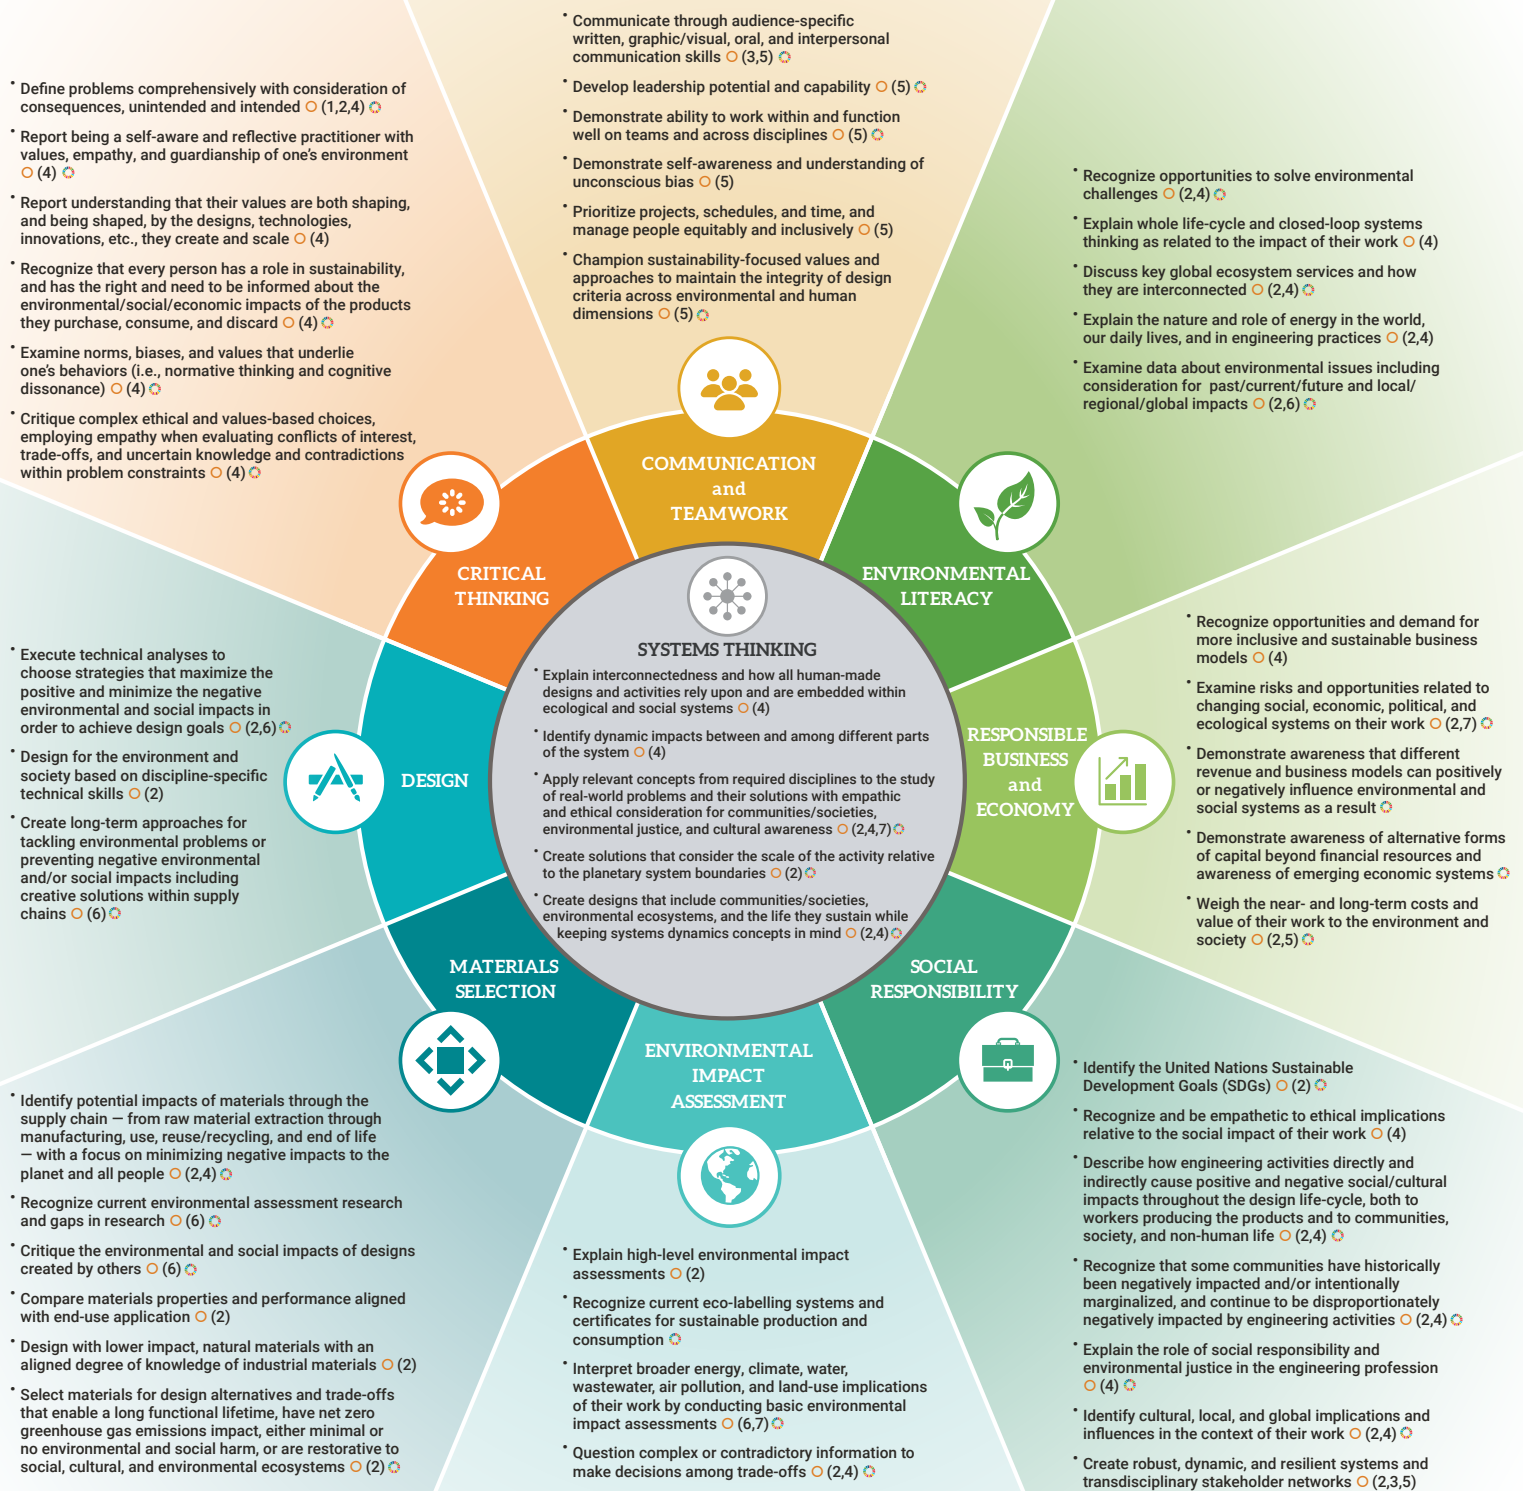 • Communicate through audience-specific
written, graphic/visual, oral, and interpersonal
communication skills (3,5)
• Develop leadership potential and capability (5)
• Demonstrate ability to work within and function
well on teams and across disciplines (5)
• Demonstrate self-awareness and understanding of
unconscious bias (5)
• Prioritize projects, schedules, and time, and
manage people equitably and inclusively (5)
• Champion sustainability-focused values and
approaches to maintain the integrity of design
criteria across environmental and human
dimensions (5)
• Define problems comprehensively with consideration of
consequences, unintended and intended (1,2,4)
• Report being a self-aware and reflective practitioner with
values, empathy, and guardianship of one's environment
(4)
• Report understanding that their values are both shaping,
and being shaped, by the designs, technologies,
innovations, etc., they create and scale (4)
• Recognize that every person has a role in sustainability,
and has the right and need to be informed about the
environmental/social/economic impacts of the products
they purchase, consume, and discard (4)
• Examine norms, biases, and values that underlie
one's behaviors (i.e., normative thinking and cognitive
dissonance) (4)
• Critique complex ethical and values-based choices,
employing empathy when evaluating conflicts of interest,
trade-offs, and uncertain knowledge and contradictions
within problem constraints (4)
• Recognize opportunities to solve environmental
challenges (2,4)
• Explain whole life-cycle and closed-loop systems
thinking as related to the impact of their work (4)
• Discuss key global ecosystem services and how
they are interconnected (2,4)
• Explain the nature and role of energy in the world,
our daily lives, and in engineering practices (2,4)
• Examine data about environmental issues including
consideration for past/current/future and local/
regional/global impacts (2,6)
COMMUNICATION
and
TEAMWORK
CRITICAL
THINKING
ENVIRONMENTAL
LITERACY
SYSTEMS THINKING
• Explain interconnectedness and how all human-made
designs and activities rely upon and are embedded within
ecological and social systems (4)
• Identify dynamic impacts between and among different parts
of the system (4)
• Apply relevant concepts from required disciplines to the study
of real-world problems and their solutions with empathic
and ethical consideration for communities/societies,
environmental justice, and cultural awareness (2,4,7)
• Create solutions that consider the scale of the activity relative
to the planetary system boundaries (2)
• Create designs that include communities/societies,
environmental ecosystems, and the life they sustain while
keeping systems dynamics concepts in mind (2,4)
• Execute technical analyses to
choose strategies that maximize the
positive and minimize the negative
environmental and social impacts in
order to achieve design goals (2,6)
• Design for the environment and
society based on discipline-specific
technical skills (2)
• Create long-term approaches for
tackling environmental problems or
preventing negative environmental
and/or social impacts including
creative solutions within supply
chains (6)
DESIGN
RESPONSIBLE
BUSINESS
and
ECONOMY
• Recognize opportunities and demand for
more inclusive and sustainable business
models (4)
• Examine risks and opportunities related to
changing social, economic, political, and
ecological systems on their work (2,7)
• Demonstrate awareness that different
revenue and business models can positively
or negatively influence environmental and
social systems as a result
• Demonstrate awareness of alternative forms
of capital beyond financial resources and
awareness of emerging economic systems
• Weigh the near- and long-term costs and
value of their work to the environment and
society (2,5)
MATERIALS
SELECTION
SOCIAL
RESPONSIBILITY
ENVIRONMENTAL
IMPACT
ASSESSMENT
• Identify potential impacts of materials through the
supply chain — from raw material extraction through
manufacturing, use, reuse/recycling, and end of life
— with a focus on minimizing negative impacts to the
planet and all people (2,4)
• Recognize current environmental assessment research
and gaps in research (6)
• Critique the environmental and social impacts of designs
created by others (6)
• Compare materials properties and performance aligned
with end-use application (2)
• Design with lower impact, natural materials with an
aligned degree of knowledge of industrial materials (2)
• Select materials for design alternatives and trade-offs
that enable a long functional lifetime, have net zero
greenhouse gas emissions impact, either minimal or
no environmental and social harm, or are restorative to
social, cultural, and environmental ecosystems (2)
• Explain high-level environmental impact
assessments (2)
• Recognize current eco-labelling systems and
certificates for sustainable production and
consumption
• Interpret broader energy, climate, water,
wastewater, air pollution, and land-use implications
of their work by conducting basic environmental
impact assessments (6,7)
• Question complex or contradictory information to
make decisions among trade-offs (2,4)
• Identify the United Nations Sustainable
Development Goals (SDGs) (2)
• Recognize and be empathetic to ethical implications
relative to the social impact of their work (4)
• Describe how engineering activities directly and
indirectly cause positive and negative social/cultural
impacts throughout the design life-cycle, both to
workers producing the products and to communities,
society, and non-human life (2,4)
• Recognize that some communities have historically
been negatively impacted and/or intentionally
marginalized, and continue to be disproportionately
negatively impacted by engineering activities (2,4)
• Explain the role of social responsibility and
environmental justice in the engineering profession
(4)
• Identify cultural, local, and global implications and
influences in the context of their work (2,4)
• Create robust, dynamic, and resilient systems and
transdisciplinary stakeholder networks (2,3,5)